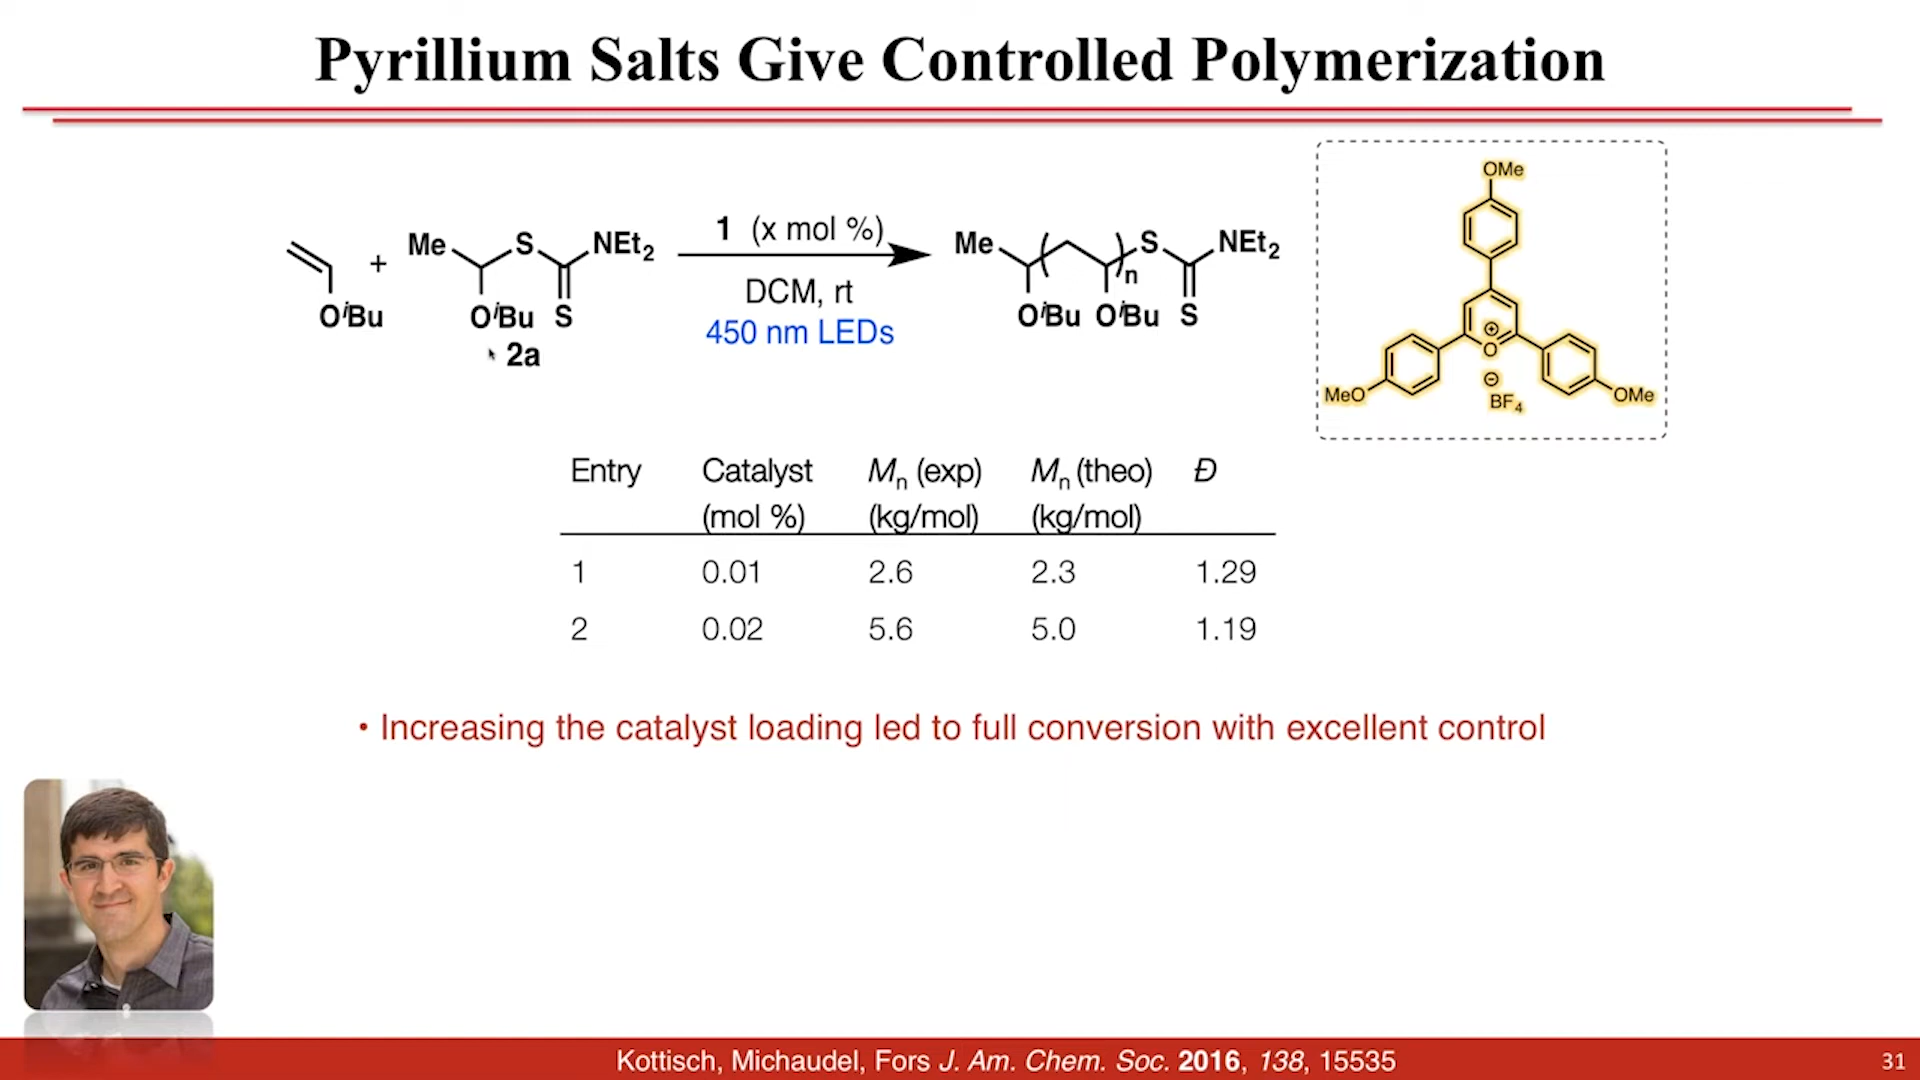 Pyrillium Salts Give Controlled Polymerization
OⁱBu
+
Me S NEt₂
OⁱBu S
2a
1 (x mol %)
DCM, rt
450 nm LEDs
Me ( )n S NEt₂
OⁱBu OⁱBu S
OMe
⊕
O
⊖
BF₄
MeO
OMe
Entry Catalyst (mol %) Mn (exp) (kg/mol) Mn (theo) (kg/mol) Đ
1 0.01 2.6 2.3 1.29
2 0.02 5.6 5.0 1.19
• Increasing the catalyst loading led to full conversion with excellent control
Kottisch, Michaudel, Fors J. Am. Chem. Soc. 2016, 138, 15535
31